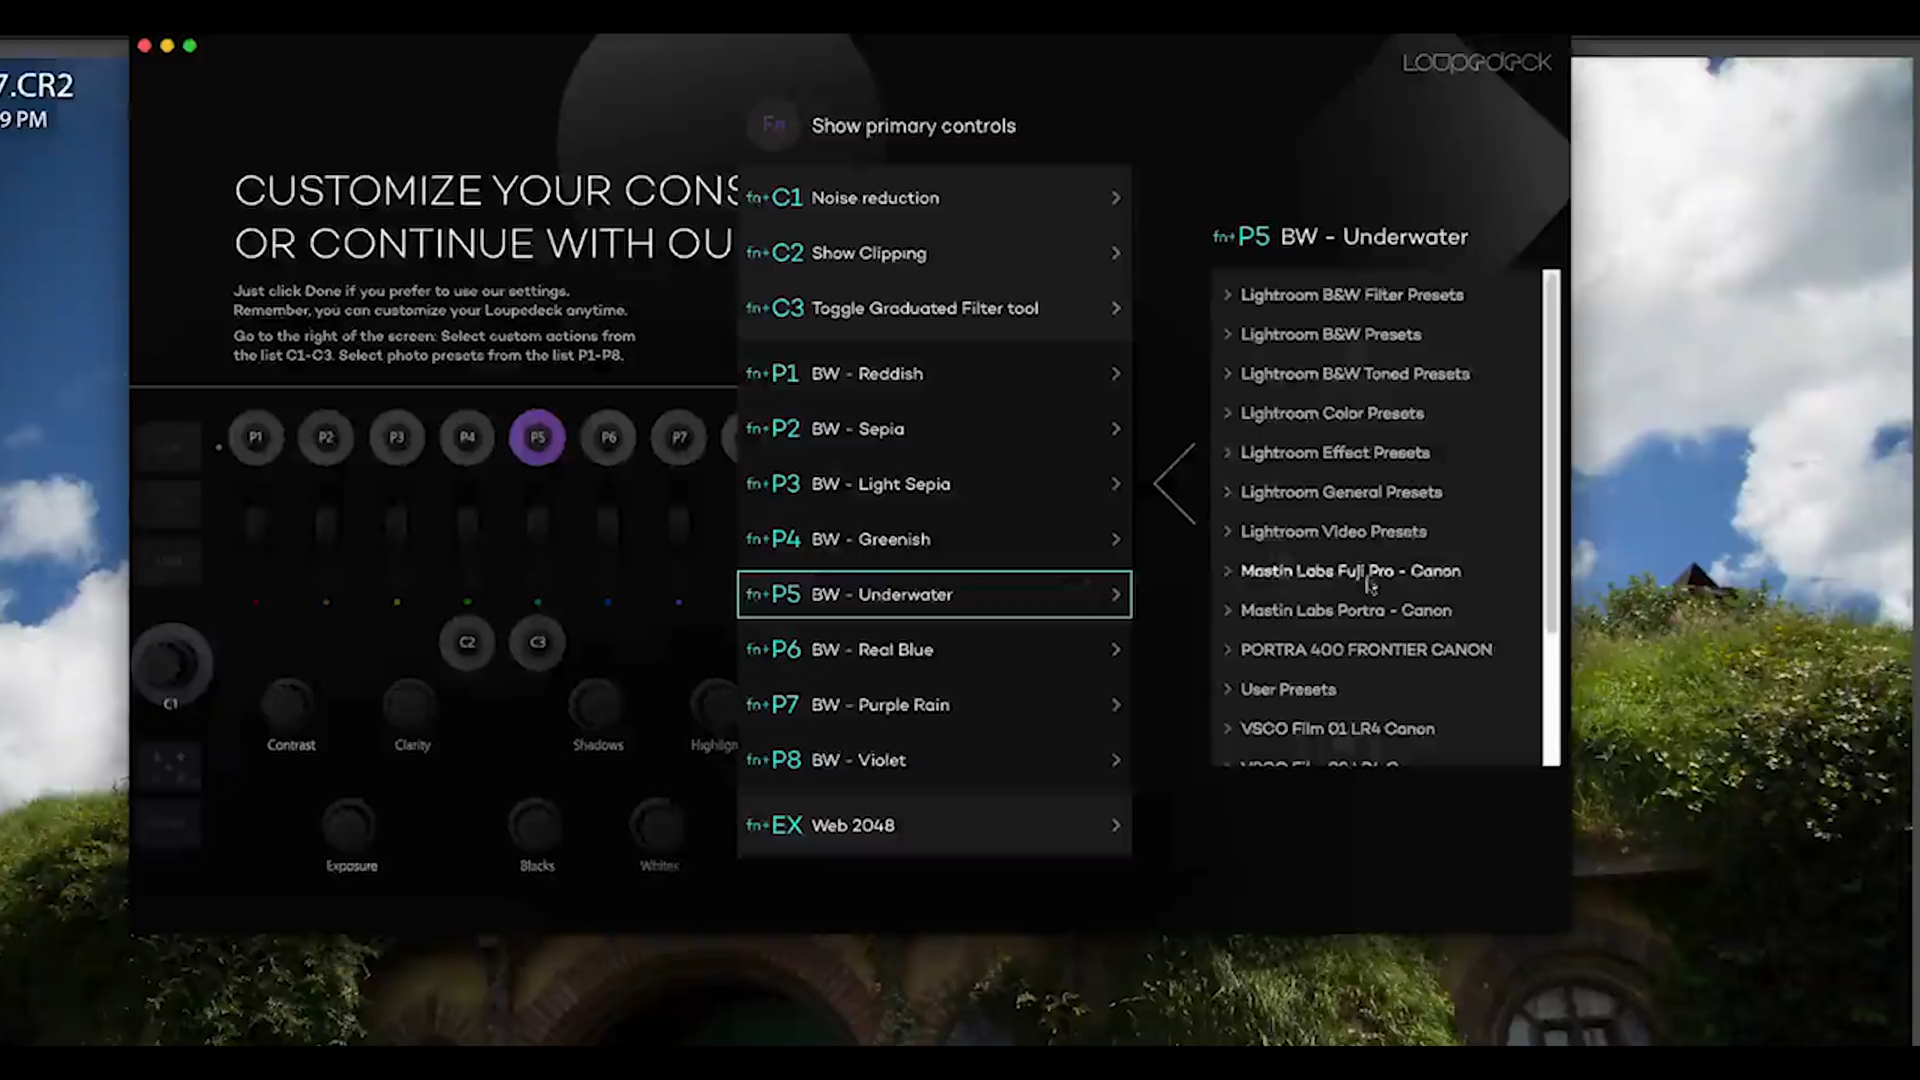 7.CR2
9 PM
LOUPEDECK
Fn Show primary controls
CUSTOMIZE YOUR CONS
OR CONTINUE WITH OU
Just click Done if you prefer to use our settings.
Remember, you can customize your Loupedeck anytime.
Go to the right of the screen: Select custom actions from
the list C1-C3. Select photo presets from the list P1-P8.
P1 P2 P3 P4 P5 P6 P7
C2 C3
C1
Contrast Clarity Shadows Highlign
Exposure Blacks Whites
fn+C1 Noise reduction
fn+C2 Show Clipping
fn+C3 Toggle Graduated Filter tool
fn+P1 BW - Reddish
fn+P2 BW - Sepia
fn+P3 BW - Light Sepia
fn+P4 BW - Greenish
fn+P5 BW - Underwater
fn+P6 BW - Real Blue
fn+P7 BW - Purple Rain
fn+P8 BW - Violet
fn+EX Web 2048
fn+P5 BW - Underwater
Lightroom B&W Filter Presets
Lightroom B&W Presets
Lightroom B&W Toned Presets
Lightroom Color Presets
Lightroom Effect Presets
Lightroom General Presets
Lightroom Video Presets
Mastin Labs Fuji Pro - Canon
Mastin Labs Portra - Canon
PORTRA 400 FRONTIER CANON
User Presets
VSCO Film 01 LR4 Canon